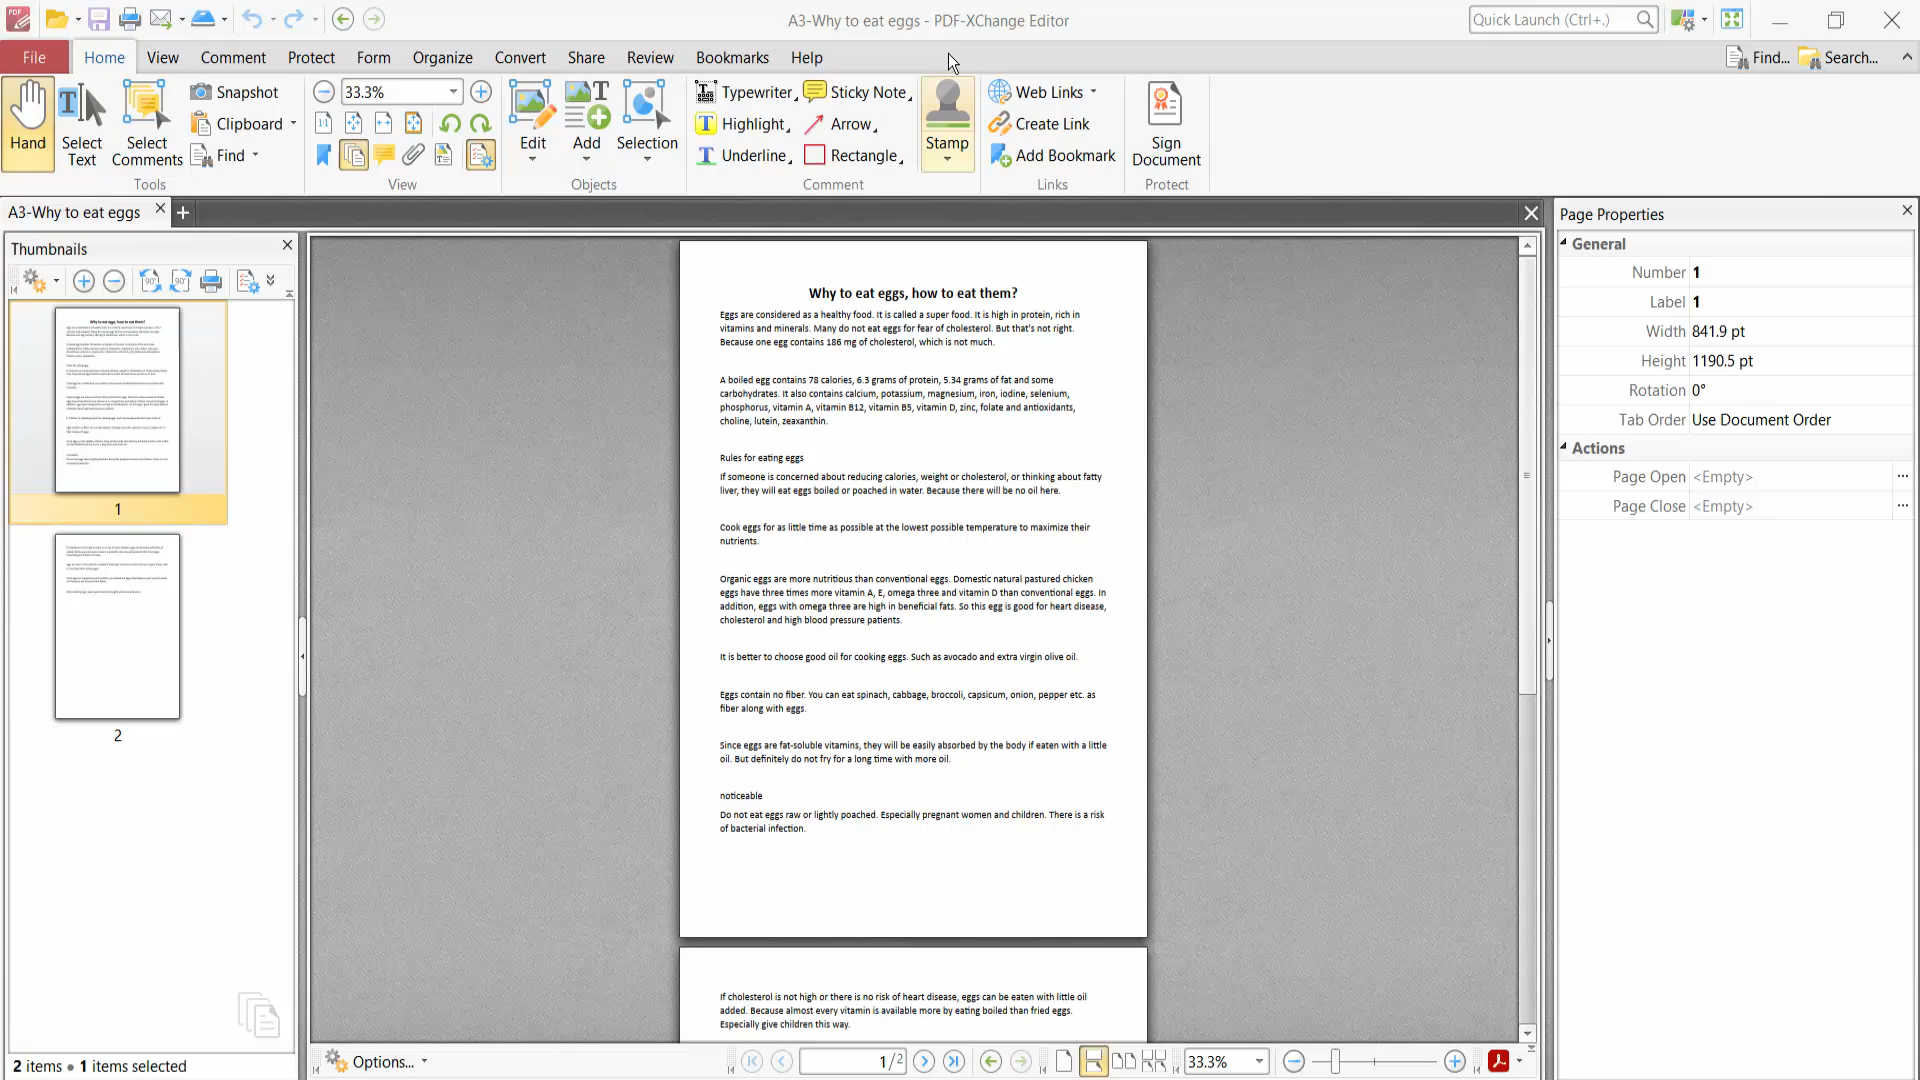 A3-Why to eat eggs - PDF-XChange Editor
Quick Launch (Ctrl+.)
File Home View Comment Protect Form Organize Convert Share Review Bookmarks Help
Find... Search...
Hand
Select Text
Select Comments
Snapshot
Clipboard
Find
Tools
33.3%
View
Edit
Add
Selection
Objects
Typewriter
Highlight
Underline
Sticky Note
Arrow
Rectangle
Stamp
Comment
Web Links
Create Link
Add Bookmark
Links
Sign Document
Protect
A3-Why to eat eggs
Thumbnails
1
2
2 items • 1 items selected
Why to eat eggs, how to eat them?
Eggs are considered as a healthy food. It is called a super food. It is high in protein, rich in
vitamins and minerals. Many do not eat eggs for fear of cholesterol. But that's not right.
Because one egg contains 186 mg of cholesterol, which is not much.
A boiled egg contains 78 calories, 6.3 grams of protein, 5.34 grams of fat and some
carbohydrates. It also contains calcium, potassium, magnesium, iron, iodine, selenium,
phosphorus, vitamin A, vitamin B12, vitamin B5, vitamin D, zinc, folate and antioxidants,
choline, lutein, zeaxanthin.
Rules for eating eggs
If someone is concerned about reducing calories, weight or cholesterol, or thinking about fatty
liver, they will eat eggs boiled or poached in water. Because there will be no oil here.
Cook eggs for as little time as possible at the lowest possible temperature to maximize their
nutrients.
Organic eggs are more nutritious than conventional eggs. Domestic natural pastured chicken
eggs have three times more vitamin A, E, omega three and vitamin D than conventional eggs. In
addition, eggs with omega three are high in beneficial fats. So this egg is good for heart disease,
cholesterol and high blood pressure patients.
It is better to choose good oil for cooking eggs. Such as avocado and extra virgin olive oil.
Eggs contain no fiber. You can eat spinach, cabbage, broccoli, capsicum, onion, pepper etc. as
fiber along with eggs.
Since eggs are fat-soluble vitamins, they will be easily absorbed by the body if eaten with a little
oil. But definitely do not fry for a long time with more oil.
noticeable
Do not eat eggs raw or lightly poached. Especially pregnant women and children. There is a risk
of bacterial infection.
If cholesterol is not high or there is no risk of heart disease, eggs can be eaten with little oil
added. Because almost every vitamin is available more by eating boiled than fried eggs.
Especially give children this way.
Options...
1/2
33.3%
Page Properties
General
Number 1
Label 1
Width 841.9 pt
Height 1190.5 pt
Rotation 0°
Tab Order Use Document Order
Actions
Page Open <Empty> ...
Page Close <Empty> ...